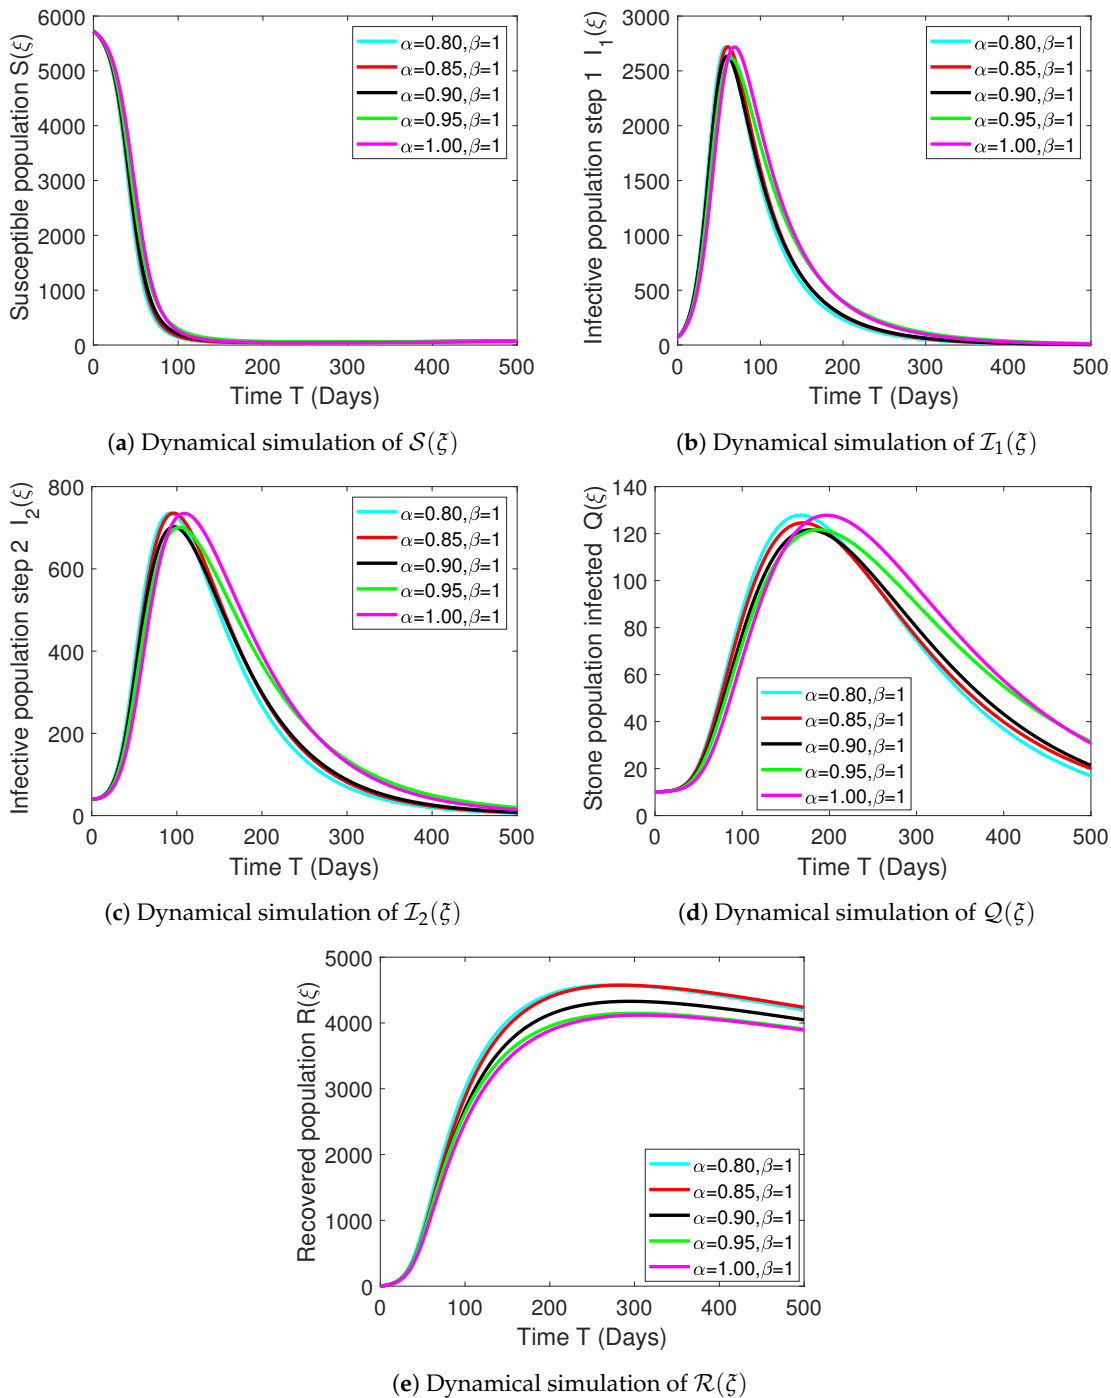 6000
5000
4000
3000
2000
1000
0
0 100 200 300 400 500
Susceptible population S(ξ)
Time T (Days)
α=0.80,β=1
α=0.85,β=1
α=0.90,β=1
α=0.95,β=1
α=1.00,β=1
(a) Dynamical simulation of 𝒮(ξ)
3000
2500
2000
1500
1000
500
0
0 100 200 300 400 500
Infective population step 1 I₁(ξ)
Time T (Days)
α=0.80,β=1
α=0.85,β=1
α=0.90,β=1
α=0.95,β=1
α=1.00,β=1
(b) Dynamical simulation of ℐ₁(ξ)
800
600
400
200
0
0 100 200 300 400 500
Infective population step 2 I₂(ξ)
Time T (Days)
α=0.80,β=1
α=0.85,β=1
α=0.90,β=1
α=0.95,β=1
α=1.00,β=1
(c) Dynamical simulation of ℐ₂(ξ)
140
120
100
80
60
40
20
0
0 100 200 300 400 500
Stone population infected Q(ξ)
Time T (Days)
α=0.80,β=1
α=0.85,β=1
α=0.90,β=1
α=0.95,β=1
α=1.00,β=1
(d) Dynamical simulation of 𝒬(ξ)
5000
4000
3000
2000
1000
0
0 100 200 300 400 500
Recovered population R(ξ)
Time T (Days)
α=0.80,β=1
α=0.85,β=1
α=0.90,β=1
α=0.95,β=1
α=1.00,β=1
(e) Dynamical simulation of ℛ(ξ)